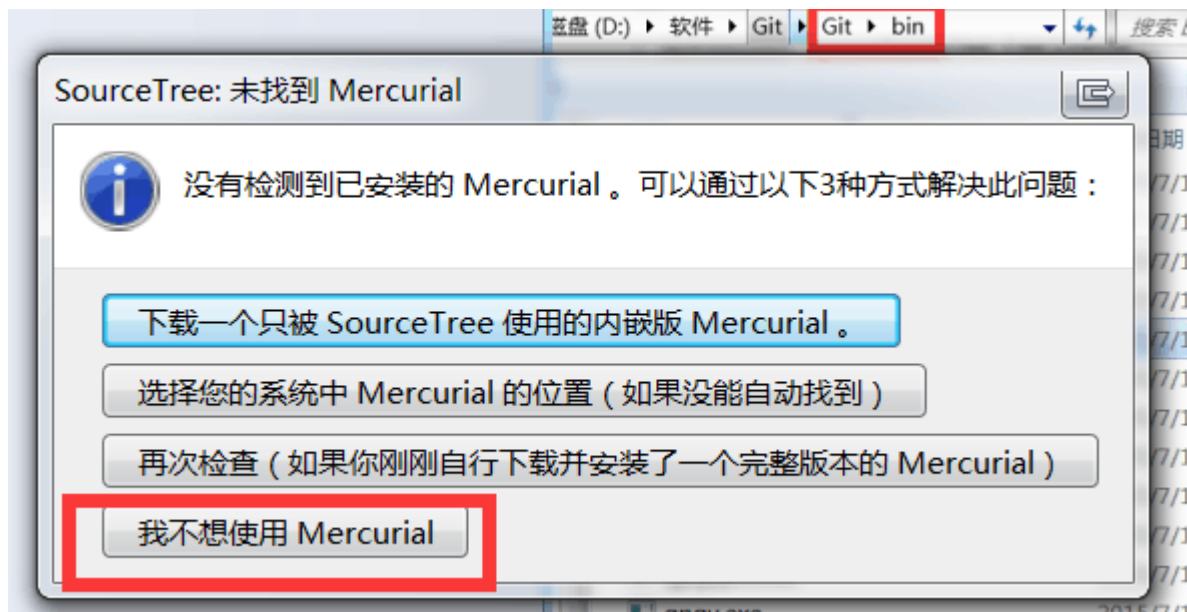 磁盘 (D:) ▸ 软件 ▸ Git ▸ Git ▸ bin 搜索
SourceTree: 未找到 Mercurial
日期
没有检测到已安装的 Mercurial 。可以通过以下3种方式解决此问题：
下载一个只被 SourceTree 使用的内嵌版 Mercurial 。
选择您的系统中 Mercurial 的位置（如果没能自动找到）
再次检查（如果你刚刚自行下载并安装了一个完整版本的 Mercurial）
我不想使用 Mercurial